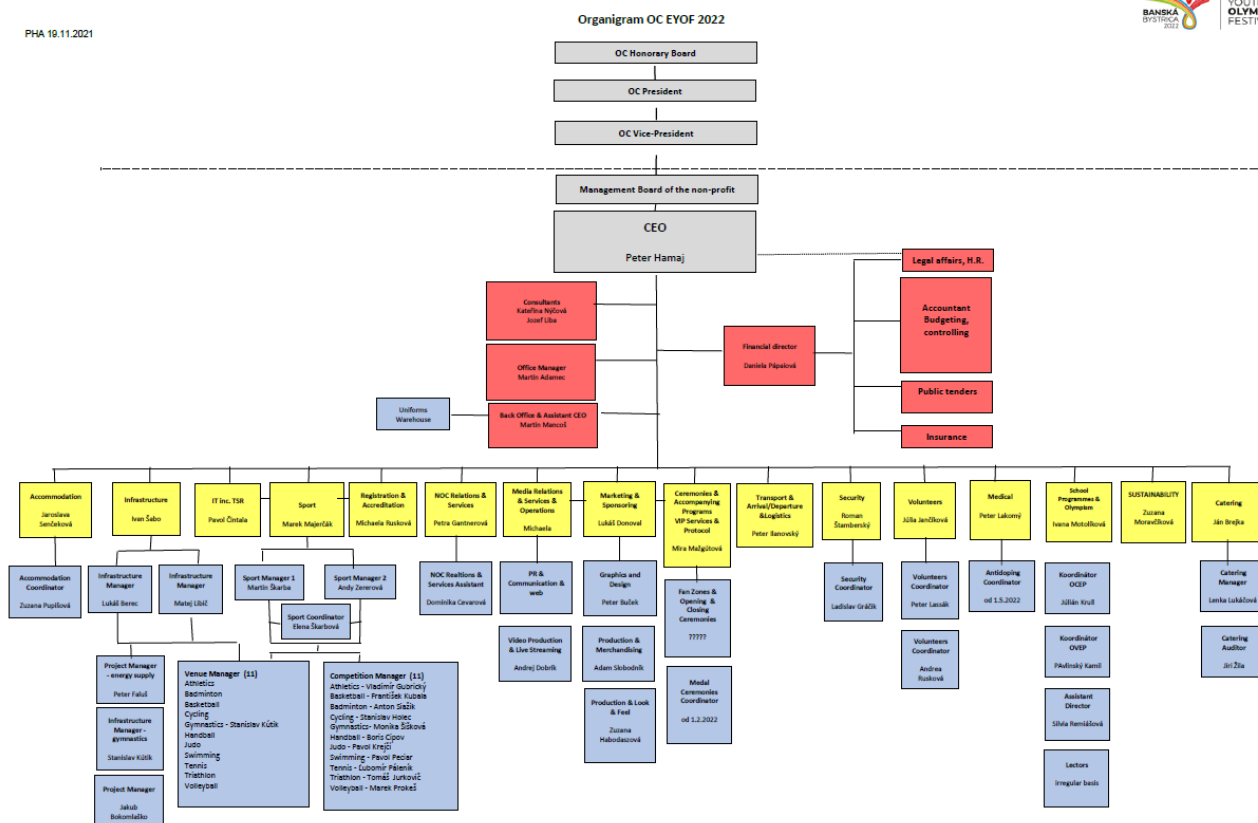 PHA 19.11.2021
Organigram OC EYOF 2022
BANSKÁ
BYSTRICA
2022
YOUTH
OLYM
FESTIV
OC Honorary Board
OC President
OC Vice-President
Management Board of the non-profit
CEO
Peter Hamaj
Legal affairs, H.R.
Accountant
Budgeting,
controlling
Public tenders
Insurance
Financial director
Daniela Pápaiová
Consultants
Kateřina Nýčová
Jozef Liba
Office Manager
Martin Adamec
Back Office & Assistant CEO
Martin Mancoš
Uniforms
Warehouse
Accommodation
Jaroslava
Senčeková
Infrastructure
Ivan Šabo
IT inc. TSR
Pavol Čintala
Sport
Marek Majerčák
Registration &
Accreditation
Michaela Rusková
NOC Relations &
Services
Petra Gantnerová
Media Relations
& Services &
Operations
Michaela
Marketing &
Sponsoring
Lukáš Donoval
Ceremonies &
Accompanying
Programs
VIP Services &
Protocol
Mira Mažgútová
Transport &
Arrival/Departure
&Logistics
Peter Ilanovský
Security
Roman
Štamberský
Volunteers
Júlia Jančíková
Medical
Peter Lakomý
School
Programmes &
Olympism
Ivana Motolíková
SUSTAINABILITY
Zuzana
Moravčíková
Catering
Ján Brejka
Accommodation
Coordinator
Zuzana Pupišová
Infrastructure
Manager
Lukáš Berec
Infrastructure
Manager
Matej Libič
Sport Manager 1
Martin Škarba
Sport Manager 2
Andy Zererová
Sport Coordinator
Elena Škarbová
NOC Realtions &
Services Assistant
Dominika Cevarová
PR &
Communication &
web
Video Production
& Live Streaming
Andrej Dobrík
Graphics and
Design
Peter Buček
Production &
Merchandising
Adam Slobodník
Production & Look
& Feel
Zuzana
Habodaszová
Fan Zones &
Opening &
Closing
Ceremonies
?????
Medal
Ceremonies
Coordinator
od 1.2.2022
Security
Coordinator
Ladislav Gráčik
Volunteers
Coordinator
Peter Lassák
Volunteers
Coordinator
Andrea
Rusková
Antidoping
Coordinator
od 1.5.2022
Koordinátor
OCEP
Júlián Krull
Koordinátor
OVEP
PAvlinský Kamil
Assistant
Director
Silvia Remiášová
Lectors
Irregular basis
Catering
Manager
Lenka Lukáčová
Catering
Auditor
Jiří Žila
Project Manager
- energy supply
Peter Faluš
Infrastructure
Manager -
gymnastics
Stanislav Kútik
Project Manager
Jakub
Bokomlaško
Venue Manager (11)
Athletics
Badminton
Basketball
Cycling
Gymnastics - Stanislav Kútik
Handball
Judo
Swimming
Tennis
Triathlon
Volleyball
Competition Manager (11)
Athletics - Vladimír Gubrický
Basketball - František Kubala
Badminton - Anton Siažik
Cycling - Stanislav Holec
Gymnastics- Monika Šišková
Handball - Boris Cipov
Judo - Pavol Krejčí
Swimming - Pavol Peciar
Tennis - Ľubomír Páleník
Triathlon - Tomáš Jurkovič
Volleyball - Marek Prokeš